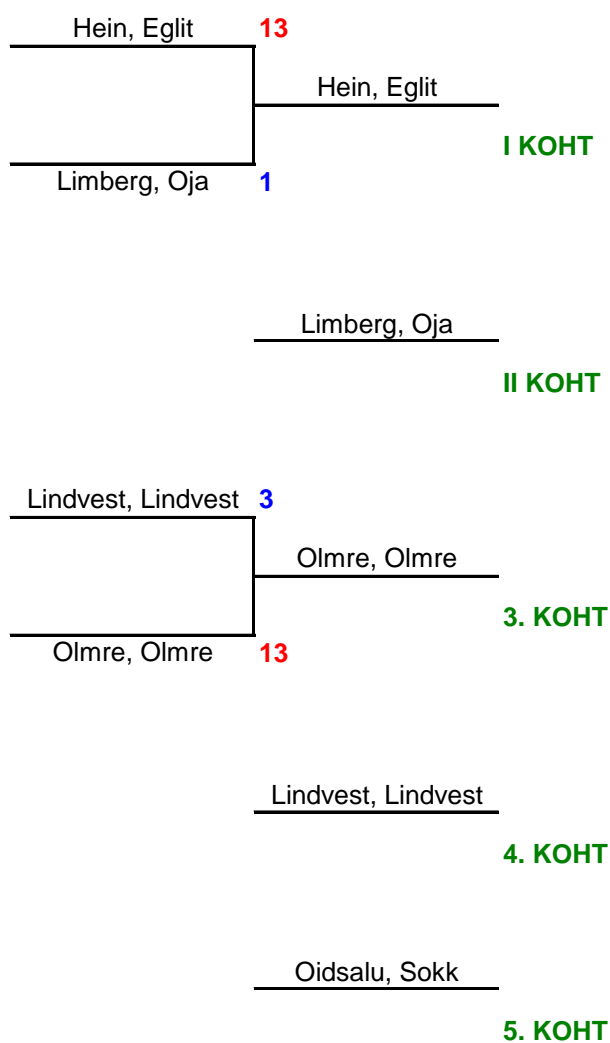 Hein, Eglit 13
Hein, Eglit
I KOHT
Limberg, Oja 1
Limberg, Oja
II KOHT
Lindvest, Lindvest 3
Olmre, Olmre
3. KOHT
Olmre, Olmre 13
Lindvest, Lindvest
4. KOHT
Oidsalu, Sokk
5. KOHT